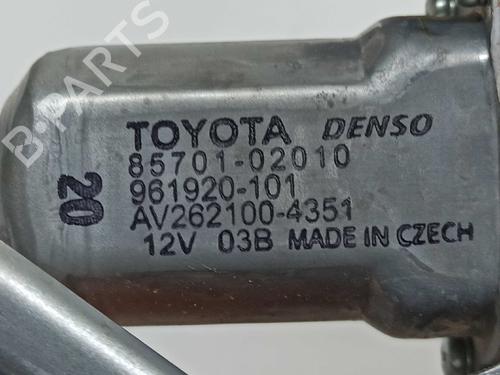 B-PARTS
TOYOTA DENSO
85701-02010
961920-101
AV262100-4351
12V 03B MADE IN CZECH
20